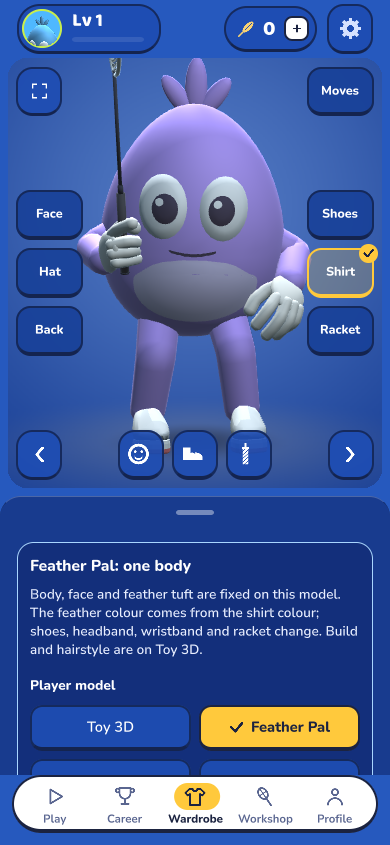 Lv 1
0
+
Moves
Face
Shoes
Hat
Shirt
Back
Racket
Feather Pal: one body
Body, face and feather tuft are fixed on this model.
The feather colour comes from the shirt colour;
shoes, headband, wristband and racket change. Build
and hairstyle are on Toy 3D.
Player model
Toy 3D
Feather Pal
Play
Career
Wardrobe
Workshop
Profile